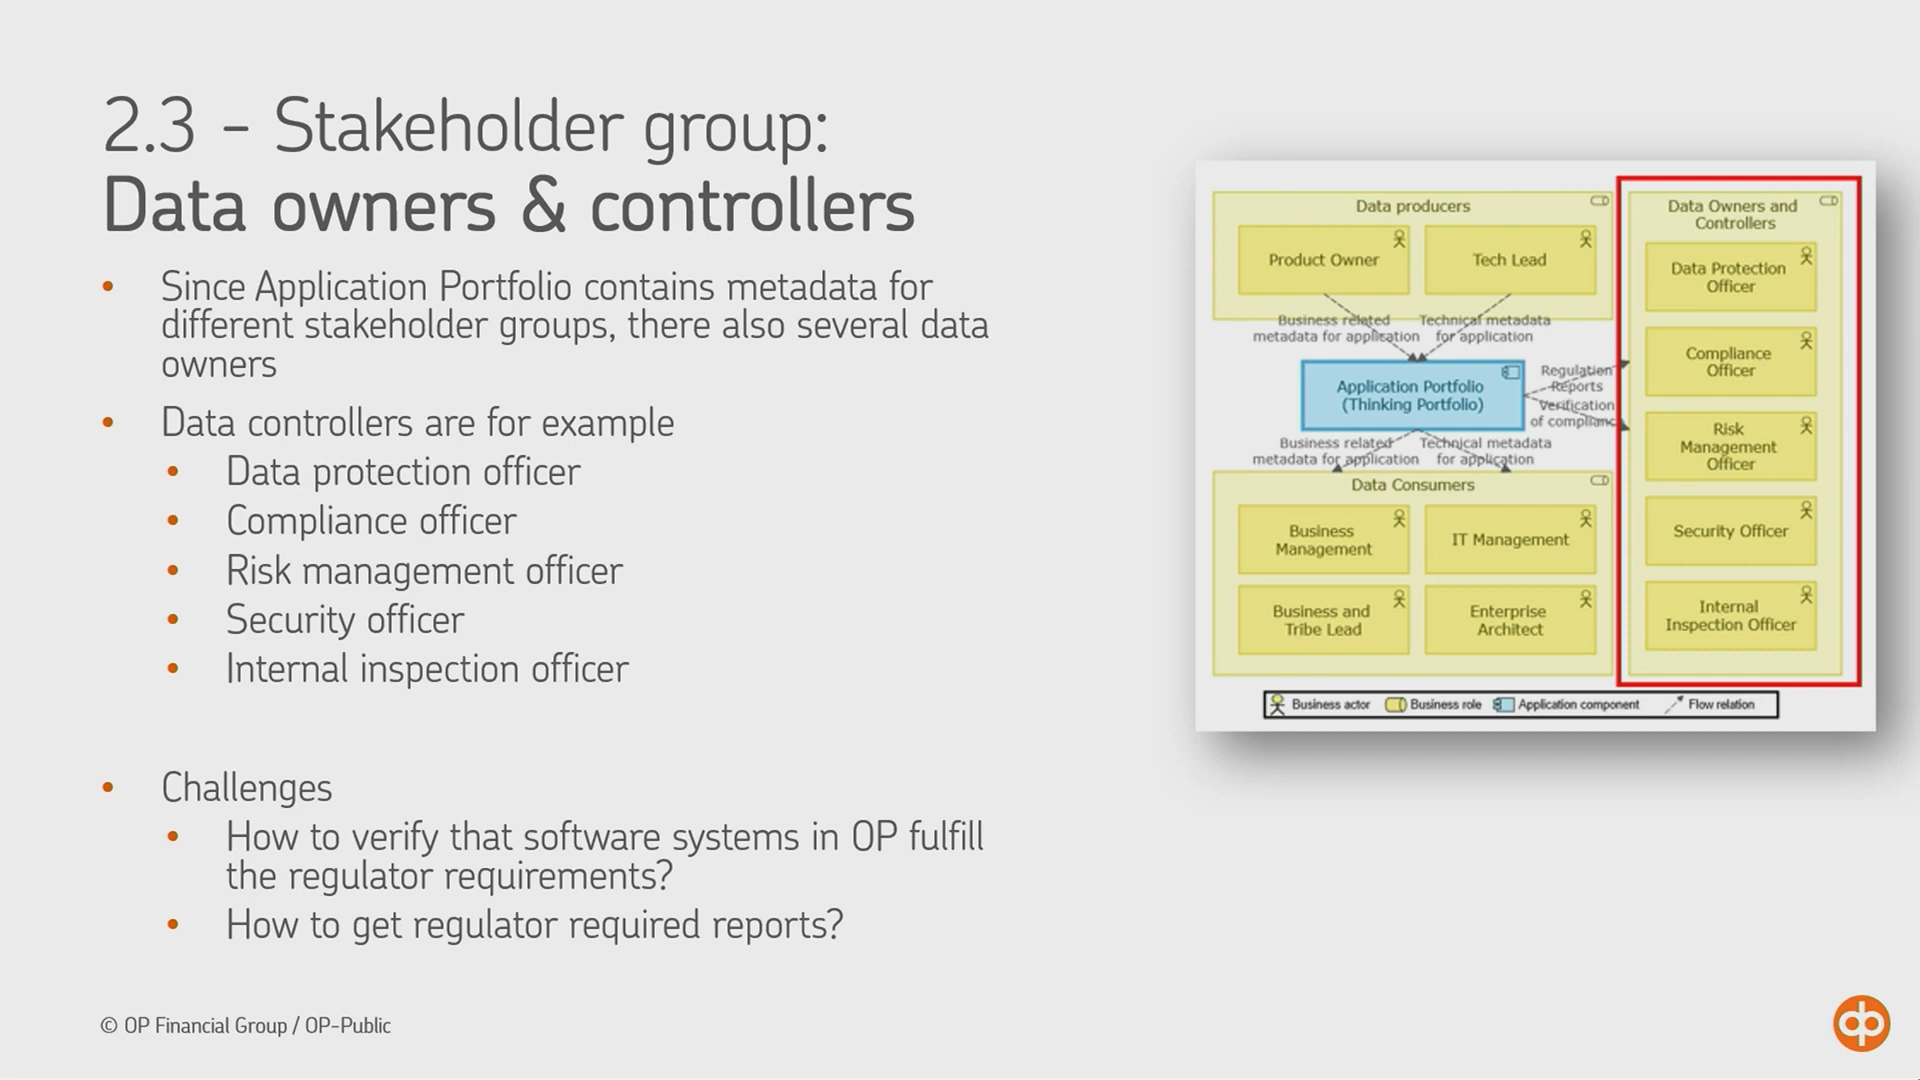 2.3 - Stakeholder group:
Data owners & controllers
• Since Application Portfolio contains metadata for
different stakeholder groups, there also several data
owners
• Data controllers are for example
• Data protection officer
• Compliance officer
• Risk management officer
• Security officer
• Internal inspection officer
• Challenges
• How to verify that software systems in OP fulfill
the regulator requirements?
• How to get regulator required reports?
Data producers
Product Owner
Tech Lead
Business related
metadata for application
Technical metadata
for application
Application Portfolio
(Thinking Portfolio)
Regulation
Reports
Verification
of compliance
Business related
metadata for application
Technical metadata
for application
Data Consumers
Business
Management
IT Management
Business and
Tribe Lead
Enterprise
Architect
Data Owners and
Controllers
Data Protection
Officer
Compliance
Officer
Risk
Management
Officer
Security Officer
Internal
Inspection Officer
Business actor
Business role
Application component
Flow relation
© OP Financial Group / OP-Public
op